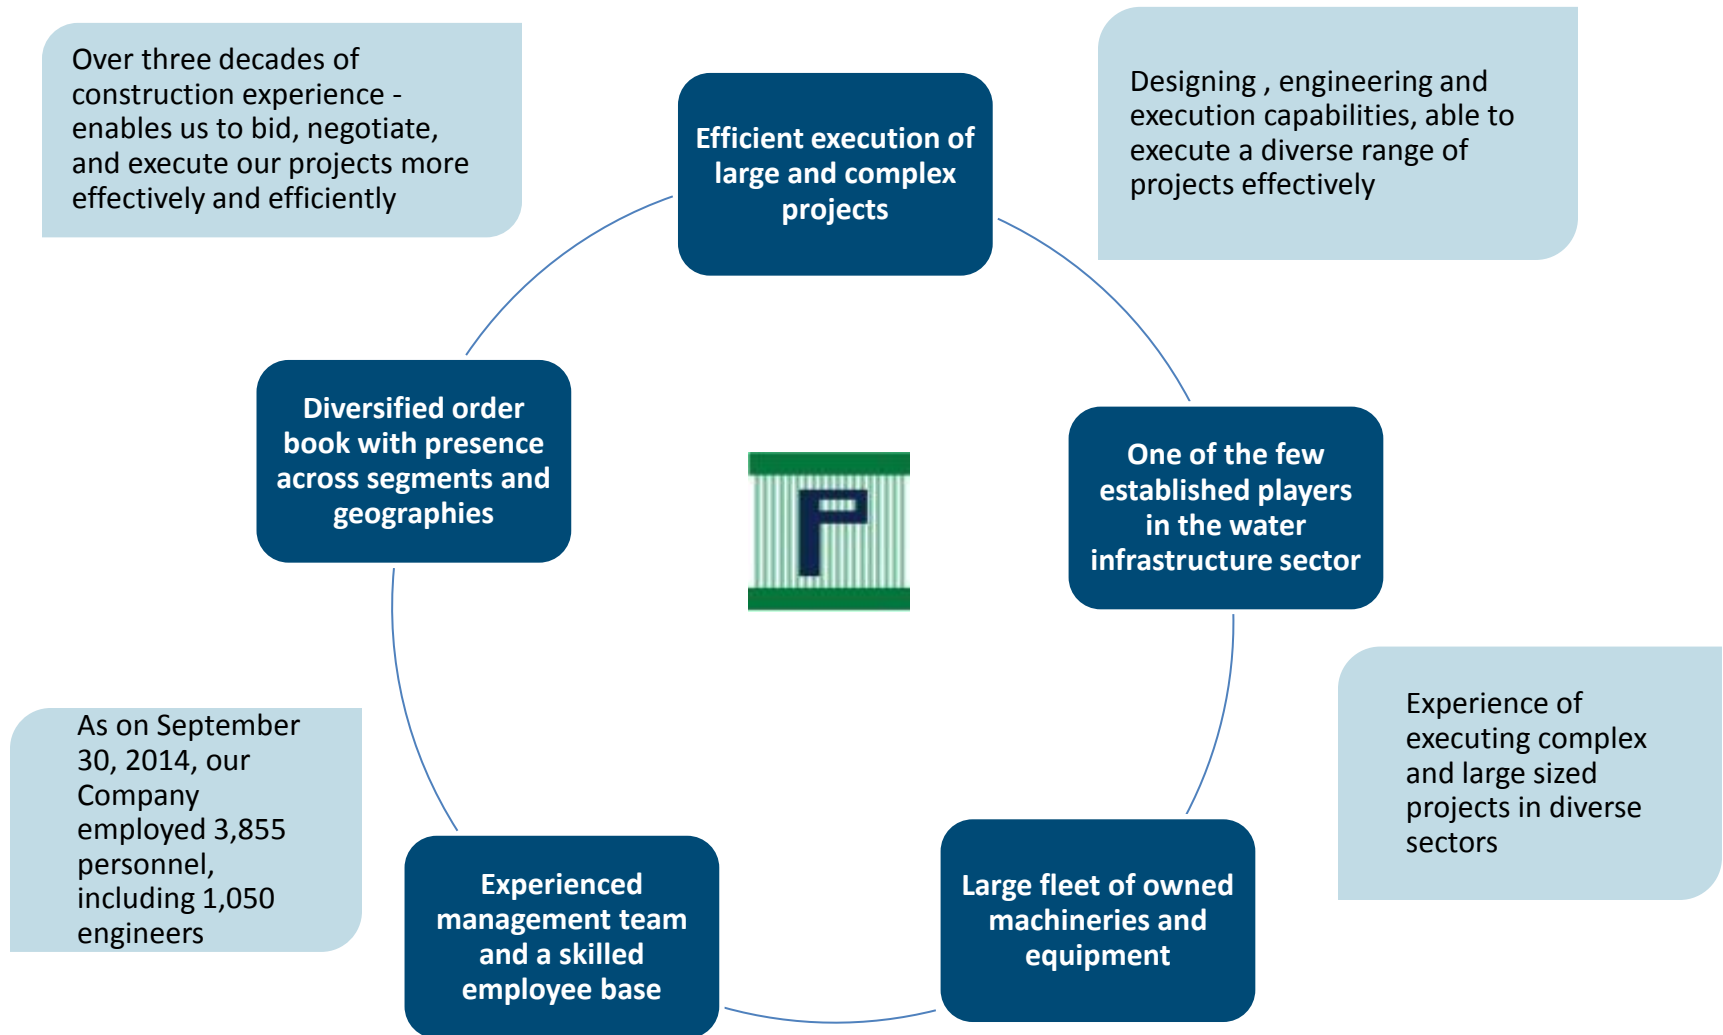 Over three decades of
construction experience -
enables us to bid, negotiate,
and execute our projects more
effectively and efficiently
Efficient execution of
large and complex
projects
Designing , engineering and
execution capabilities, able to
execute a diverse range of
projects effectively
Diversified order
book with presence
across segments and
geographies
P
One of the few
established players
in the water
infrastructure sector
As on September
30, 2014, our
Company
employed 3,855
personnel,
including 1,050
engineers
Experienced
management team
and a skilled
employee base
Large fleet of owned
machineries and
equipment
Experience of
executing complex
and large sized
projects in diverse
sectors